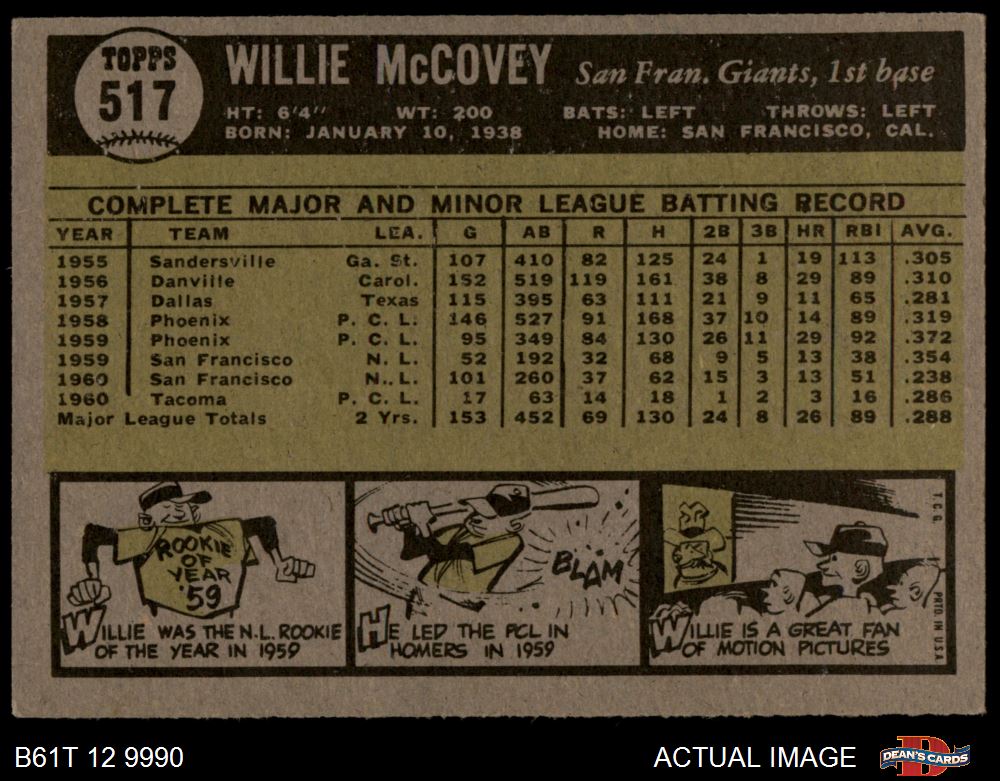 TOPPS
517
WILLIE McCOVEY San Fran. Giants, 1st base
HT: 6'4" WT: 200 BATS: LEFT THROWS: LEFT
BORN: JANUARY 10, 1938 HOME: SAN FRANCISCO, CAL.
COMPLETE MAJOR AND MINOR LEAGUE BATTING RECORD
YEAR TEAM LEA. G AB R H 2B 3B HR RBI AVG.
1955 Sandersville Ga. St. 107 410 82 125 24 1 19 113 .305
1956 Danville Carol. 152 519 119 161 38 8 29 89 .310
1957 Dallas Texas 115 395 63 111 21 9 11 65 .281
1958 Phoenix P. C. L. 146 527 91 168 37 10 14 89 .319
1959 Phoenix P. C. L. 95 349 84 130 26 11 29 92 .372
1959 San Francisco N. L. 52 192 32 68 9 5 13 38 .354
1960 San Francisco N. L. 101 260 37 62 15 3 13 51 .238
1960 Tacoma P. C. L. 17 63 14 18 1 2 3 16 .286
Major League Totals 2 Yrs. 153 452 69 130 24 8 26 89 .288
ROOKIE
OF
YEAR
'59
WILLIE WAS THE N.L. ROOKIE
OF THE YEAR IN 1959
BLAM
HE LED THE PCL IN
HOMERS IN 1959
WILLIE IS A GREAT FAN
OF MOTION PICTURES
T.C.G.
PRTD. IN U.S.A.
B61T 12 9990
ACTUAL IMAGE
DEAN'S CARDS